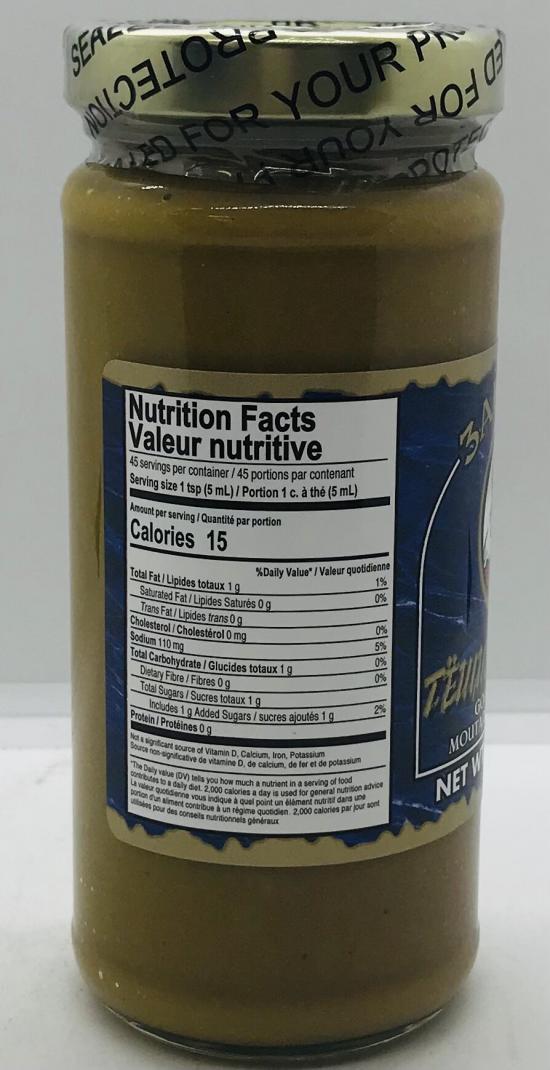 FOR YOUR
PROTECTION
YOUR
FOR
Nutrition Facts
Valeur nutritive
45 servings per container / 45 portions par contenant
Serving size 1 tsp (5 mL) / Portion 1 c. à thé (5 mL)
Amount per serving / Quantité par portion
Calories 15
%Daily Value* / Valeur quotidienne
Total Fat / Lipides totaux 1 g 1%
Saturated Fat / Lipides Saturés 0 g 0%
Trans Fat / Lipides trans 0 g
Cholesterol / Cholestérol 0 mg 0%
Sodium 110 mg 5%
Total Carbohydrate / Glucides totaux 1 g 0%
Dietary Fibre / Fibres 0 g 0%
Total Sugars / Sucres totaux 1 g
Includes 1 g Added Sugars / sucres ajoutés 1 g 2%
Protein / Protéines 0 g
Not a significant source of Vitamin D, Calcium, Iron, Potassium
Source non-significative de vitamine D, de calcium, de fer et de potassium
*The Daily value (DV) tells you how much a nutrient in a serving of food
contributes to a daily diet. 2,000 calories a day is used for general nutrition advice
La valeur quotidienne vous indique à quel point un élément nutritif dans une
portion d'un aliment contribue à un régime quotidien. 2,000 calories par jour sont
utilisées pour des conseils nutritionnels généraux
NET